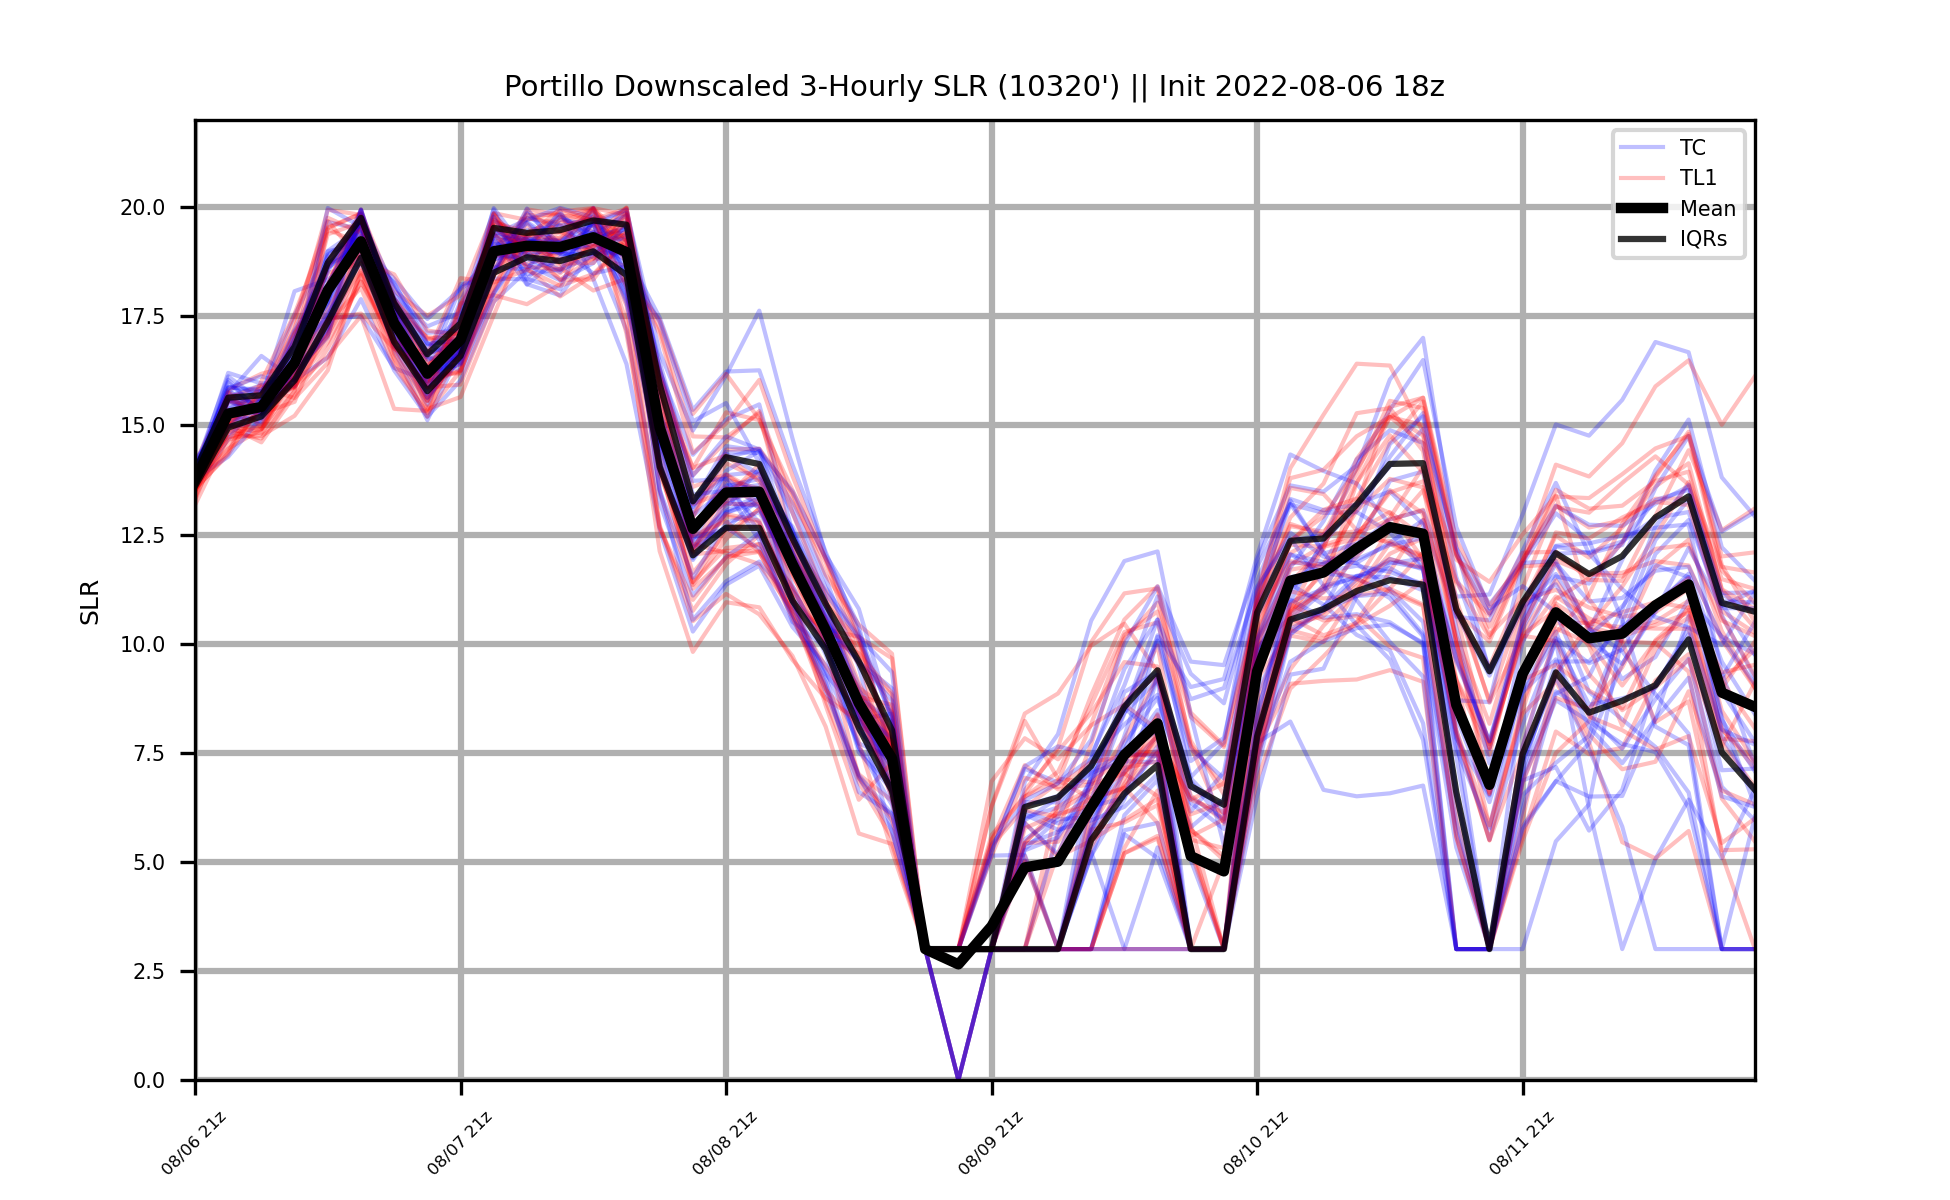 Portillo Downscaled 3-Hourly SLR (10320') || Init 2022-08-06 18z
TC
TL1
Mean
IQRs
SLR
20.0
17.5
15.0
12.5
10.0
7.5
5.0
2.5
0.0
08/06 21z
08/07 21z
08/08 21z
08/09 21z
08/10 21z
08/11 21z